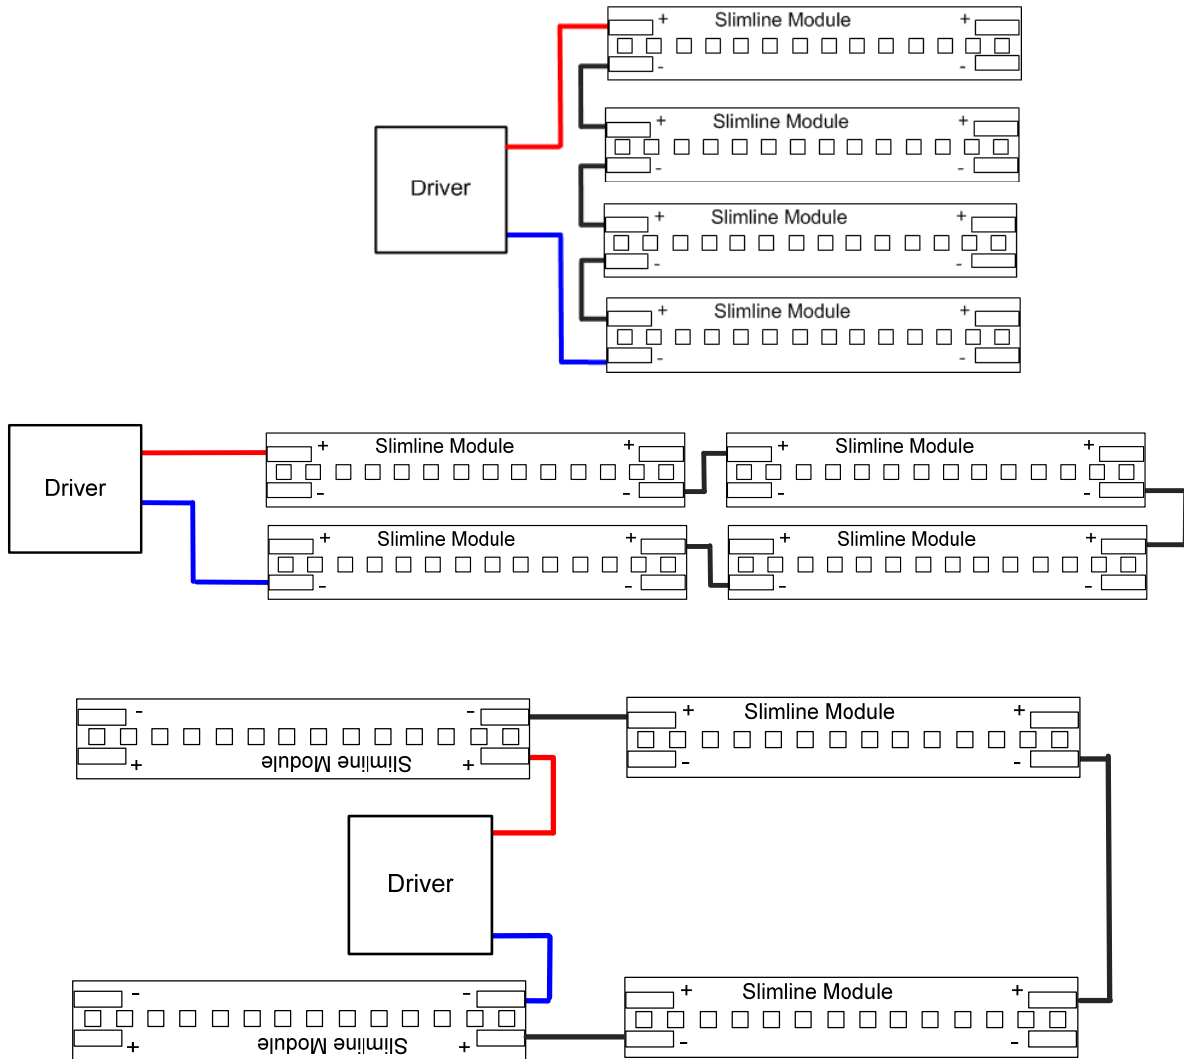 + Slimline Module +
- -
+ Slimline Module +
Driver
- -
+ Slimline Module +
- -
+ Slimline Module +
- -
+ Slimline Module + + Slimline Module +
Driver
- - - -
+ Slimline Module + + Slimline Module +
- - - -
- - + Slimline Module +
+ Slimline Module + - -
Driver
- - + Slimline Module +
+ Slimline Module + - -